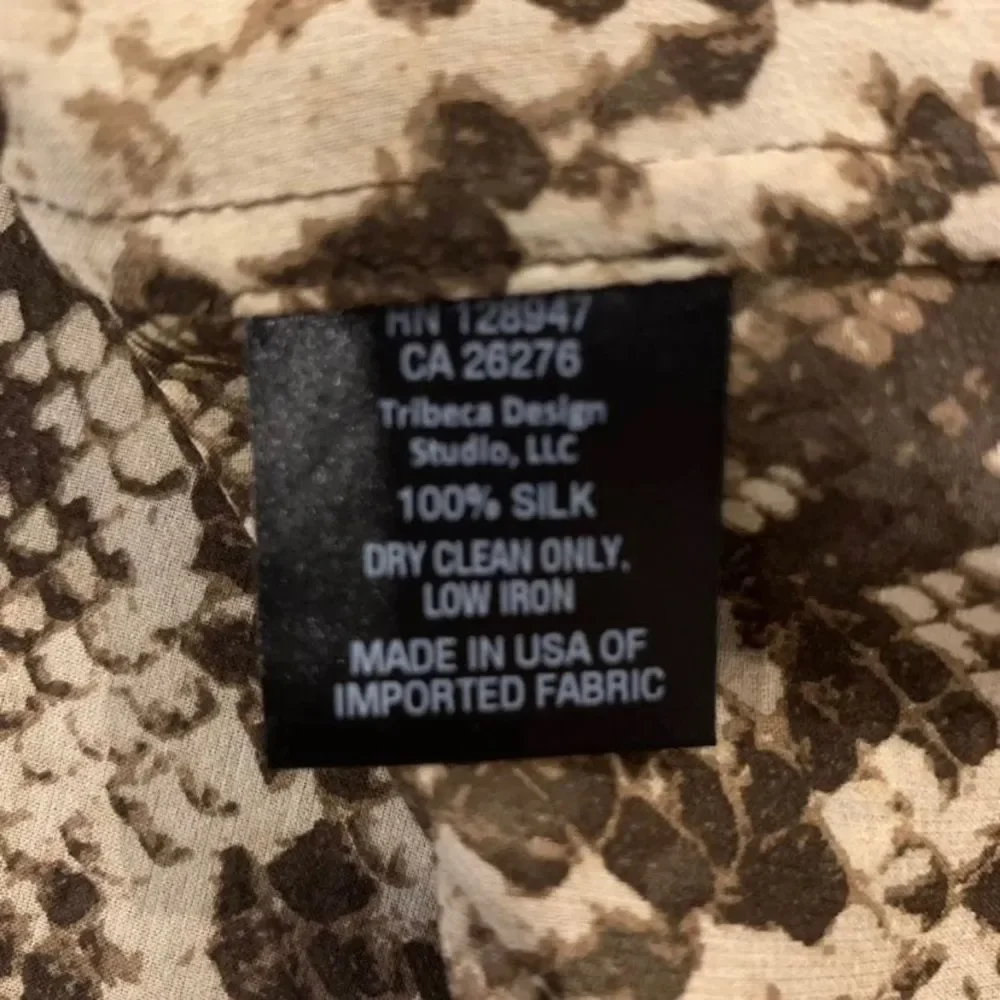 RN 128947
CA 26276
Tribeca Design
Studio, LLC
100% SILK
DRY CLEAN ONLY.
LOW IRON
MADE IN USA OF
IMPORTED FABRIC